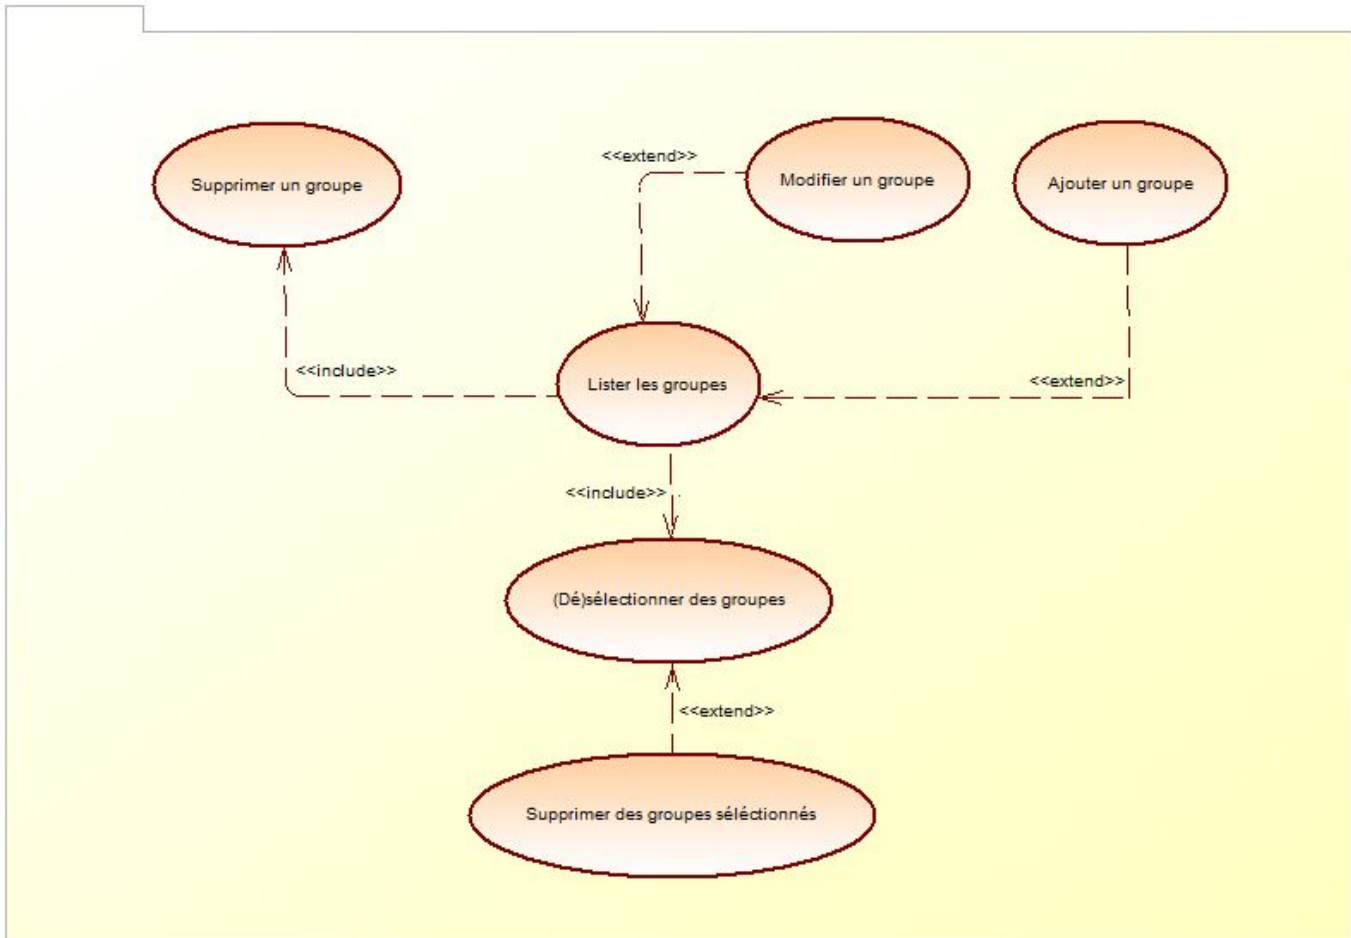 <<extend>>
Modifier un groupe
Ajouter un groupe
Supprimer un groupe
<<include>>
Lister les groupes
<<extend>>
<<include>>
(Dé)sélectionner des groupes
<<extend>>
Supprimer des groupes séléctionnés